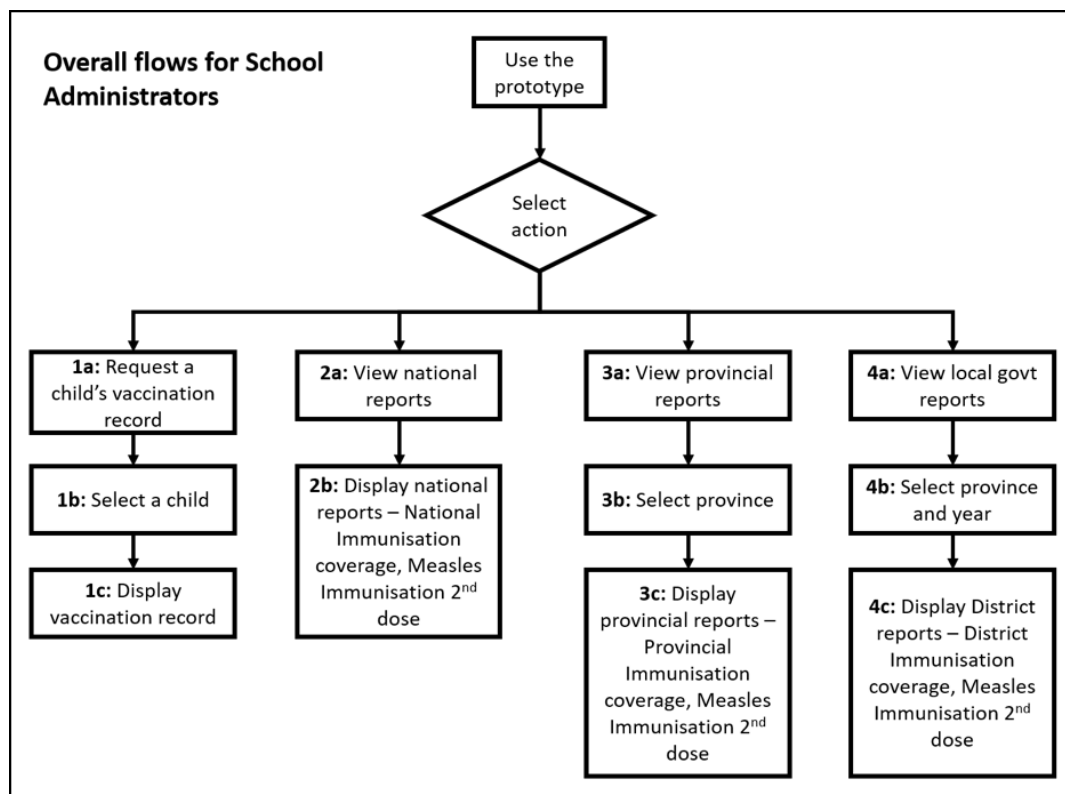 Overall flows for School
Administrators
Use the
prototype
Select
action
1a: Request a
child’s vaccination
record
1b: Select a child
1c: Display
vaccination record
2a: View national
reports
2b: Display national
reports – National
Immunisation
coverage, Measles
Immunisation 2nd
dose
3a: View provincial
reports
3b: Select province
3c: Display
provincial reports –
Provincial
Immunisation
coverage, Measles
Immunisation 2nd
dose
4a: View local govt
reports
4b: Select province
and year
4c: Display District
reports – District
Immunisation
coverage, Measles
Immunisation 2nd
dose